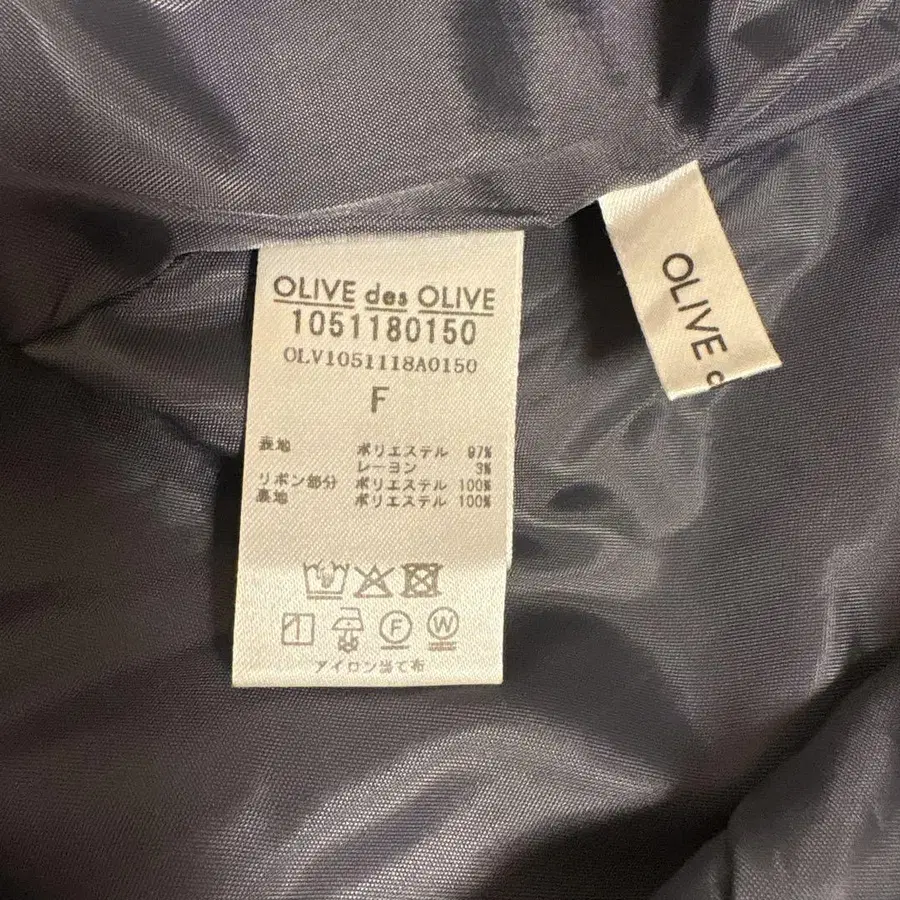 OLIVE des OLIVE
1051180150
OLV1051118A0150
F
表地 ポリエステル 97%
レーヨン 3%
リボン部分 ポリエステル 100%
裏地 ポリエステル 100%
F W
アイロン当て布
OLIVE d